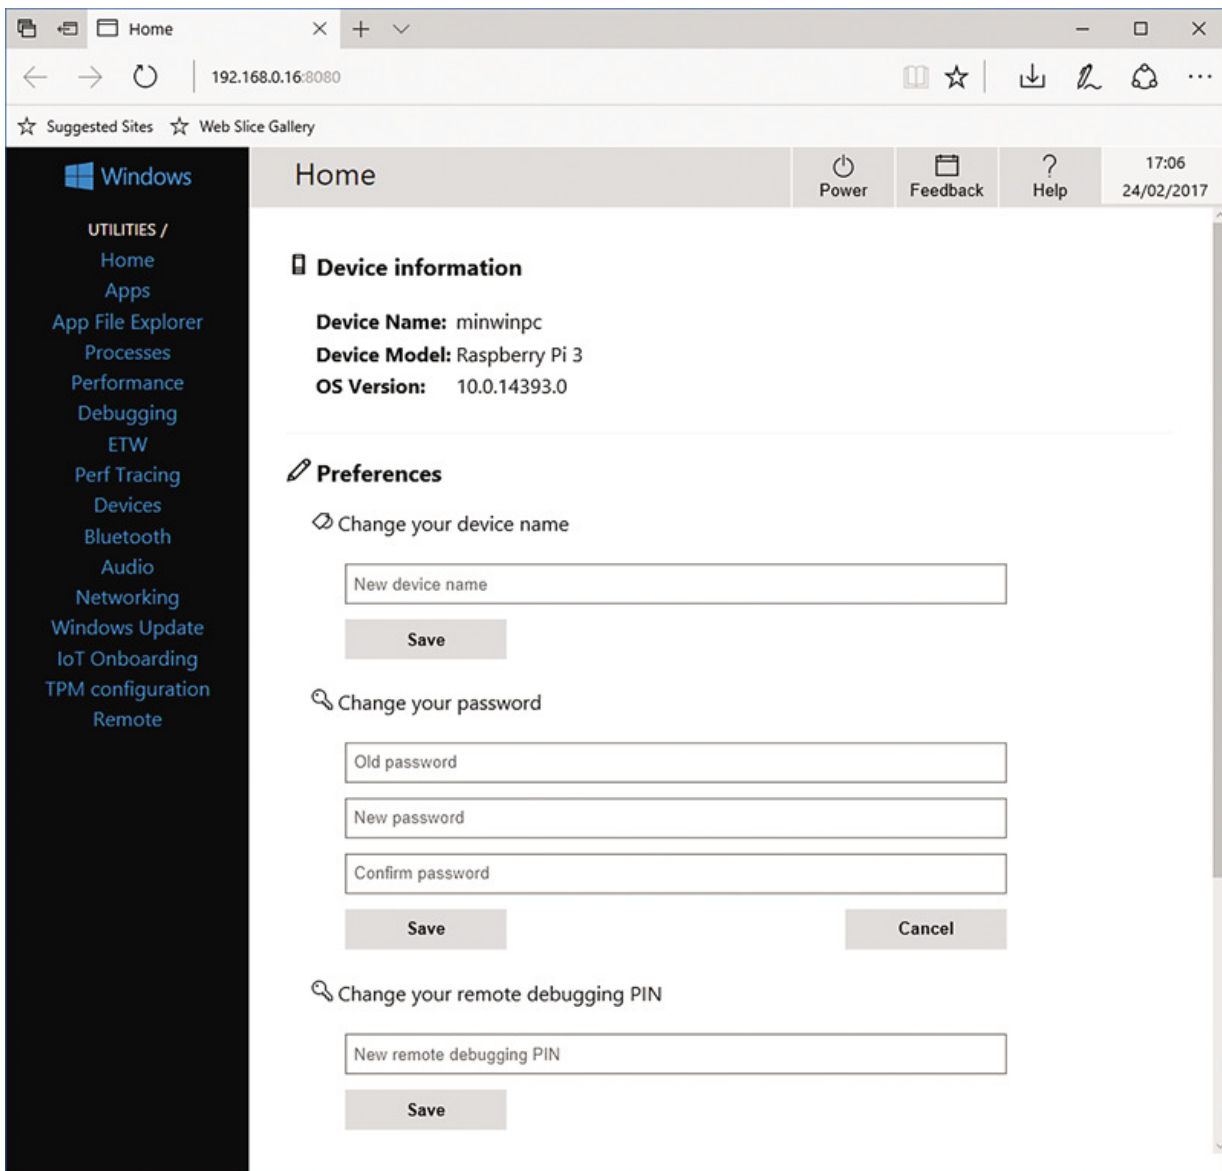 Home
192.168.0.16:8080
Suggested Sites Web Slice Gallery
Windows
UTILITIES /
Home
Apps
App File Explorer
Processes
Performance
Debugging
ETW
Perf Tracing
Devices
Bluetooth
Audio
Networking
Windows Update
IoT Onboarding
TPM configuration
Remote
Home
Power
Feedback
? Help
17:06
24/02/2017
Device information
Device Name: minwinpc
Device Model: Raspberry Pi 3
OS Version: 10.0.14393.0
Preferences
Change your device name
New device name
Save
Change your password
Old password
New password
Confirm password
Save Cancel
Change your remote debugging PIN
New remote debugging PIN
Save